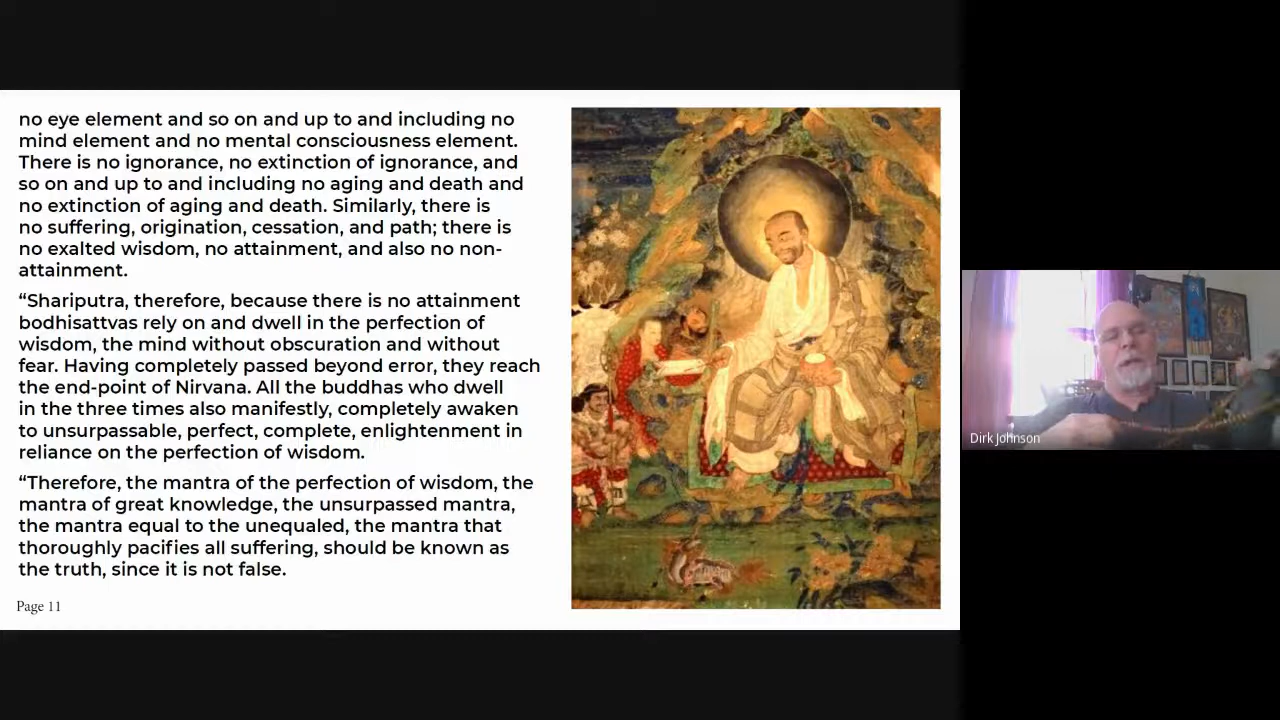 no eye element and so on and up to and including no
mind element and no mental consciousness element.
There is no ignorance, no extinction of ignorance, and
so on and up to and including no aging and death and
no extinction of aging and death. Similarly, there is
no suffering, origination, cessation, and path; there is
no exalted wisdom, no attainment, and also no non-
attainment.
“Shariputra, therefore, because there is no attainment
bodhisattvas rely on and dwell in the perfection of
wisdom, the mind without obscuration and without
fear. Having completely passed beyond error, they reach
the end-point of Nirvana. All the buddhas who dwell
in the three times also manifestly, completely awaken
to unsurpassable, perfect, complete, enlightenment in
reliance on the perfection of wisdom.
“Therefore, the mantra of the perfection of wisdom, the
mantra of great knowledge, the unsurpassed mantra,
the mantra equal to the unequaled, the mantra that
thoroughly pacifies all suffering, should be known as
the truth, since it is not false.
Page 11
Dirk Johnson